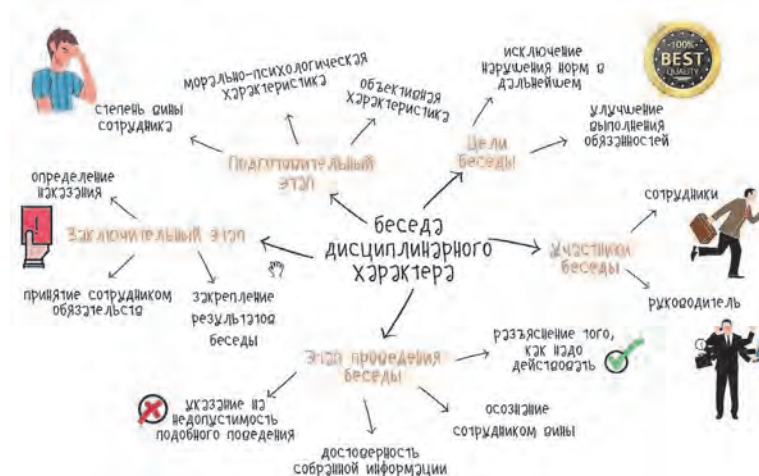 исключение
нарушения норм в
дальнейшем
100%
BEST
QUALITY
морально-психологическая
характеристика
объективная
характеристика
степень вины
сотрудника
Цели
беседы
улучшение
выполнения
обязанностей
Подготовительный
этап
определение
наказания
сотрудники
беседа
дисциплинарного
характера
Заключительный этап
Участники
беседы
принятие сотрудником
обязательств
закрепление
результатов
беседы
руководитель
Этап проведения
беседы
разъяснение того,
как надо
действовать
указание на
недопустимость
подобного поведения
осознание
сотрудником вины
достоверность
собранной информации